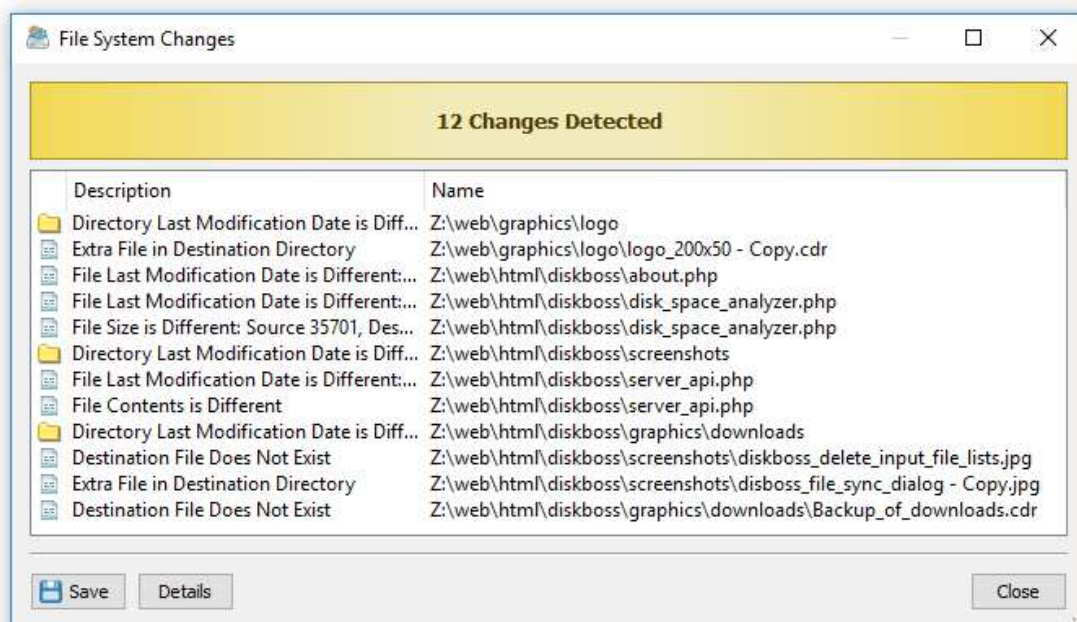 File System Changes
12 Changes Detected
Description Name
Directory Last Modification Date is Diff... Z:\web\graphics\logo
Extra File in Destination Directory Z:\web\graphics\logo\logo_200x50 - Copy.cdr
File Last Modification Date is Different:... Z:\web\html\diskboss\about.php
File Last Modification Date is Different:... Z:\web\html\diskboss\disk_space_analyzer.php
File Size is Different: Source 35701, Des... Z:\web\html\diskboss\disk_space_analyzer.php
Directory Last Modification Date is Diff... Z:\web\html\diskboss\screenshots
File Last Modification Date is Different:... Z:\web\html\diskboss\server_api.php
File Contents is Different Z:\web\html\diskboss\server_api.php
Directory Last Modification Date is Diff... Z:\web\html\diskboss\graphics\downloads
Destination File Does Not Exist Z:\web\html\diskboss\screenshots\diskboss_delete_input_file_lists.jpg
Extra File in Destination Directory Z:\web\html\diskboss\screenshots\disboss_file_sync_dialog - Copy.jpg
Destination File Does Not Exist Z:\web\html\diskboss\graphics\downloads\Backup_of_downloads.cdr
Save Details Close